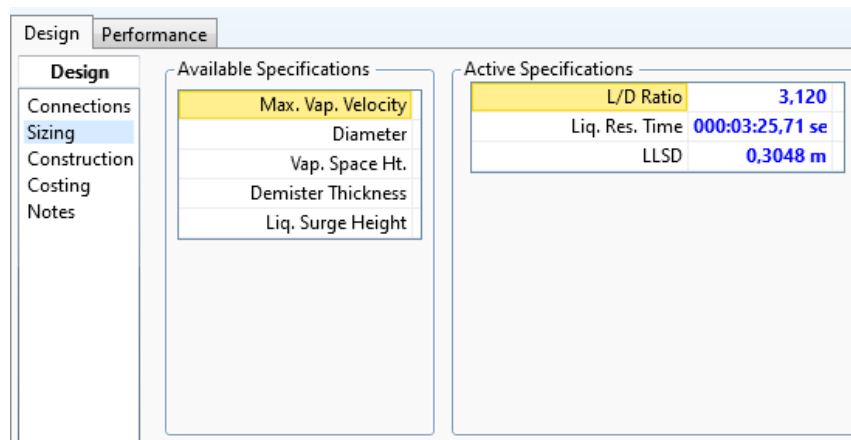 Design Performance
Design
Connections
Sizing
Construction
Costing
Notes
Available Specifications
Max. Vap. Velocity
Diameter
Vap. Space Ht.
Demister Thickness
Liq. Surge Height
Active Specifications
L/D Ratio 3,120
Liq. Res. Time 000:03:25,71 se
LLSD 0,3048 m